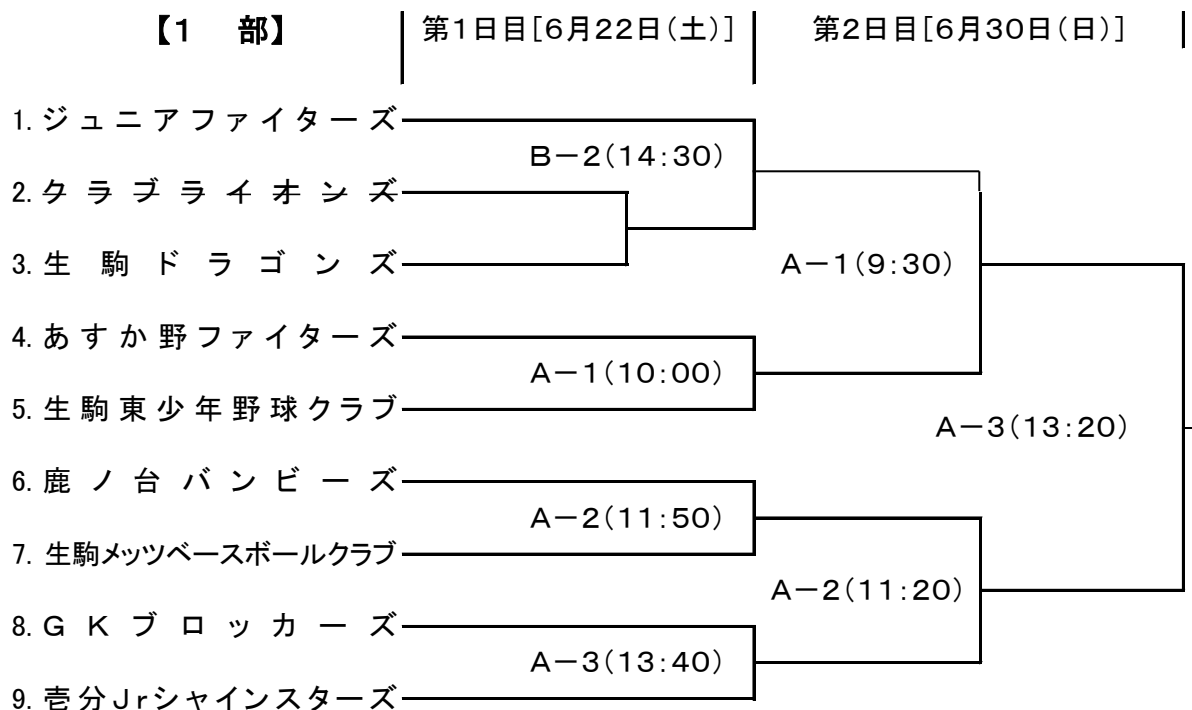 【1 部】 第1日目[6月22日(土)] 第2日目[6月30日(日)]
1. ジュニアファイターズ
B-2(14:30)
2. クラブライオンズ
3. 生駒ドラゴンズ
A-1(9:30)
4. あすか野ファイターズ
A-1(10:00)
5. 生駒東少年野球クラブ
A-3(13:20)
6. 鹿ノ台バンビーズ
A-2(11:50)
7. 生駒メッツベースボールクラブ
A-2(11:20)
8. GKブロッカーズ
A-3(13:40)
9. 壱分Jrシャインスターズ